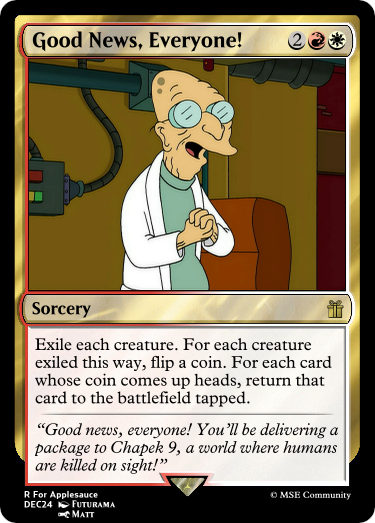 Good News, Everyone! 2
Sorcery
Exile each creature. For each creature
exiled this way, flip a coin. For each card
whose coin comes up heads, return that
card to the battlefield tapped.
“Good news, everyone! You'll be delivering a
package to Chapek 9, a world where humans
are killed on sight!”
R For Applesauce
DEC24 Futurama
Matt
© MSE Community